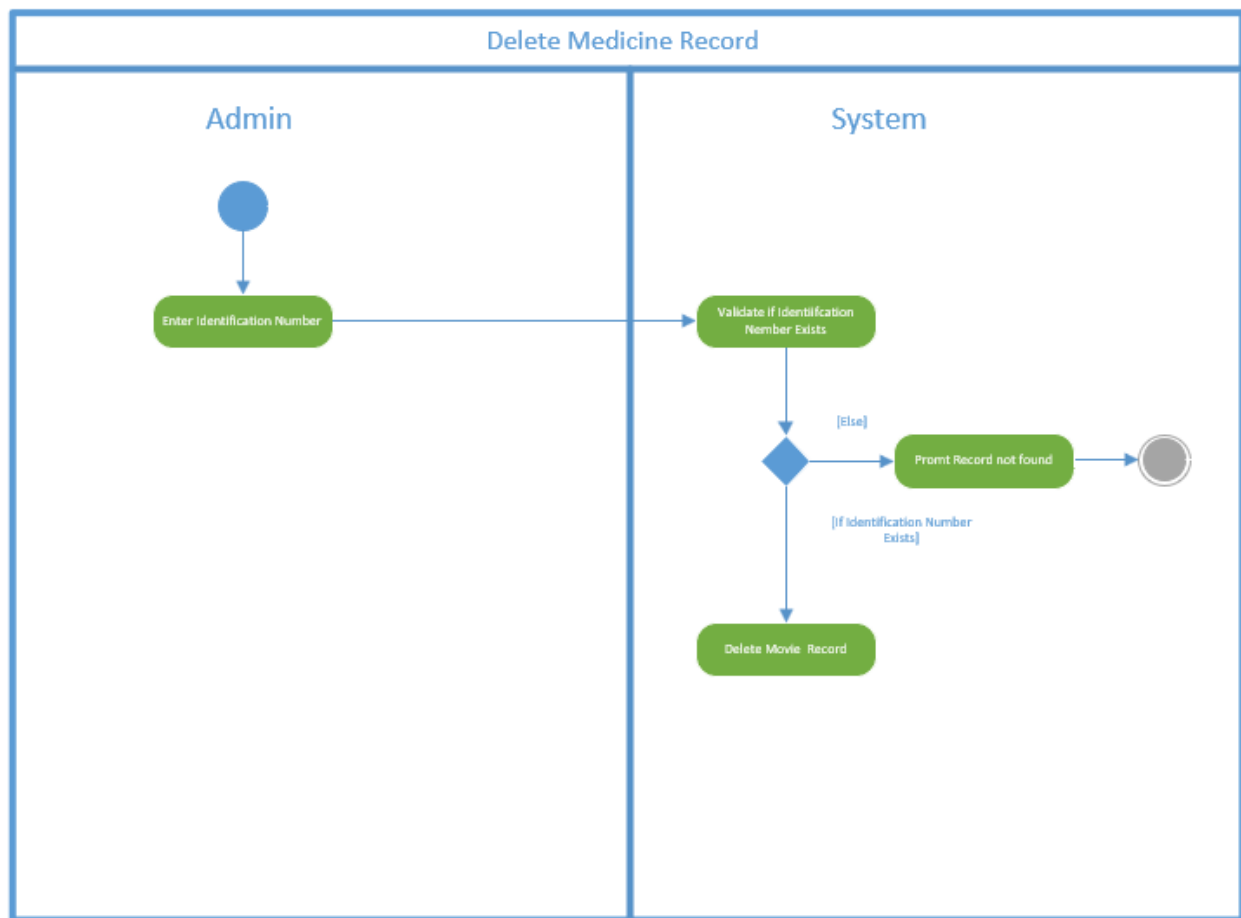 Delete Medicine Record
Admin
System
Enter Identification Number
Validate if Identiifcation
Nember Exists
[Else]
Promt Record not found
[If Identification Number
Exists]
Delete Movie Record